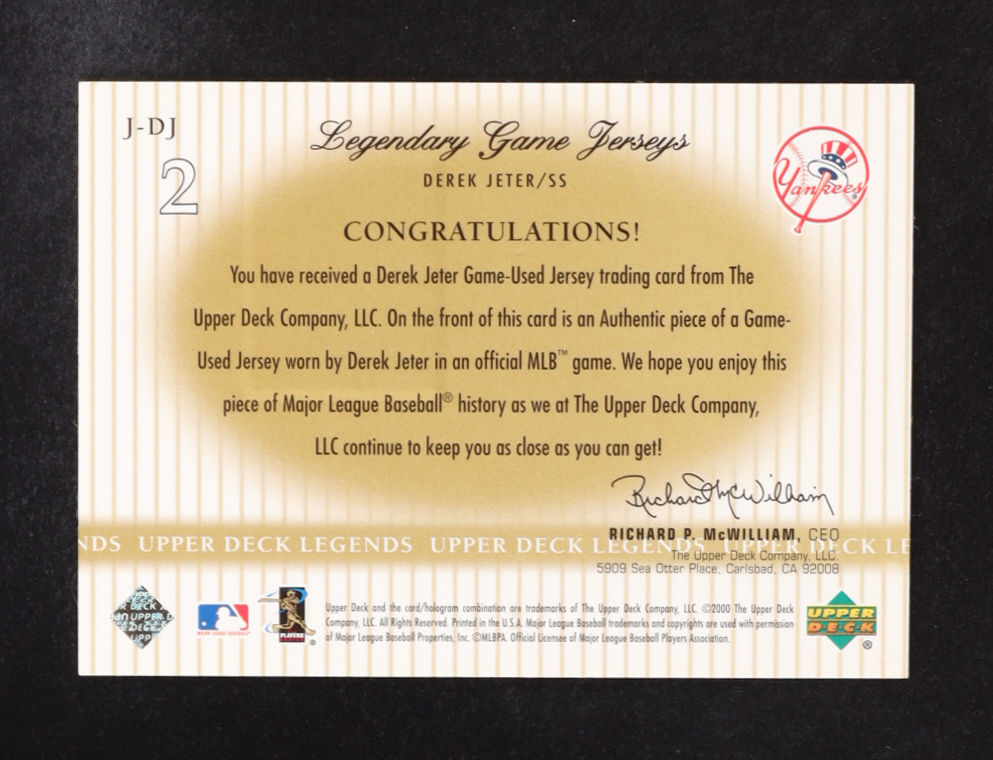 J-DJ
2
Legendary Game Jerseys
DEREK JETER/SS
Yankees
CONGRATULATIONS!
You have received a Derek Jeter Game-Used Jersey trading card from The
Upper Deck Company, LLC. On the front of this card is an Authentic piece of a Game-
Used Jersey worn by Derek Jeter in an official MLB™ game. We hope you enjoy this
piece of Major League Baseball® history as we at The Upper Deck Company,
LLC continue to keep you as close as you can get!
Richard McWilliam
RICHARD P. McWILLIAM, CEO
NDS UPPER DECK LEGENDS UPPER DECK LEGENDS UPPER DECK LE
The Upper Deck Company, LLC.
5909 Sea Otter Place, Carlsbad, CA 92008
Upper Deck and the card/hologram combination are trademarks of The Upper Deck Company, LLC. ©2000 The Upper Deck
Company, LLC. All Rights Reserved. Printed in the U.S.A. Major League Baseball trademarks and copyrights are used with permission
of Major League Baseball Properties, Inc. ©MLBPA. Official Licensee of Major League Baseball Players Association.
MAJOR LEAGUE BASEBALL
PLAYERS
UPPER
DECK
®